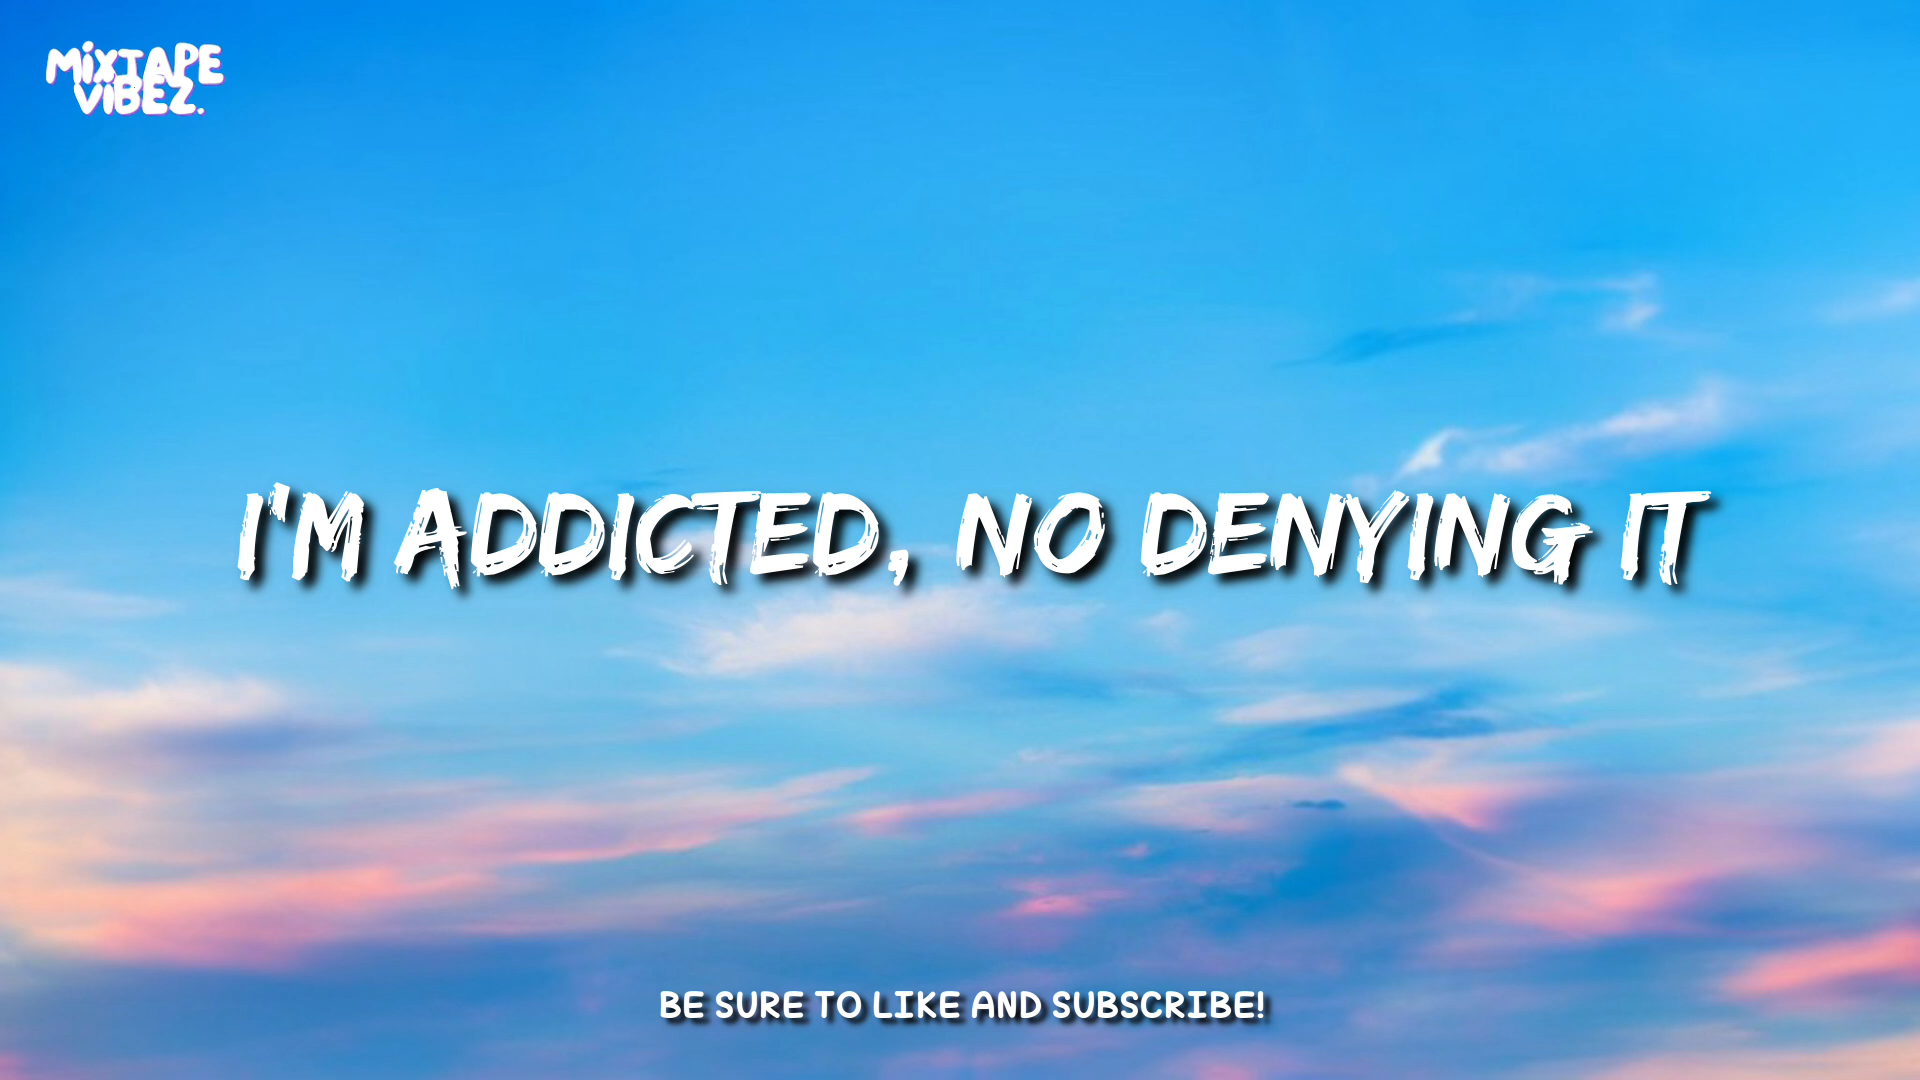 MiXTAPE
ViBEZ.
I'M ADDICTED, NO DENYING IT
BE SURE TO LIKE AND SUBSCRIBE!